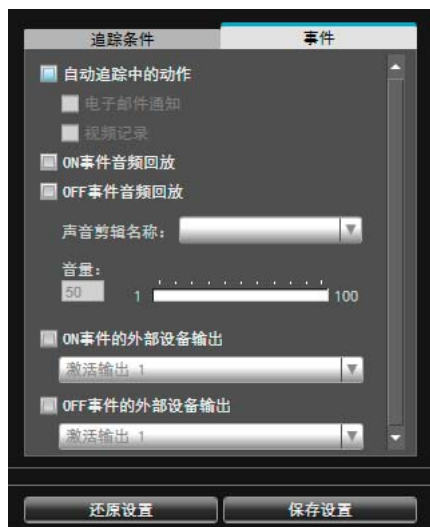 追踪条件 事件
自动追踪中的动作
电子邮件通知
视频记录
ON事件音频回放
OFF事件音频回放
声音剪辑名称：
音量：
50 1 100
ON事件的外部设备输出
激活输出 1
OFF事件的外部设备输出
激活输出 1
还原设置 保存设置